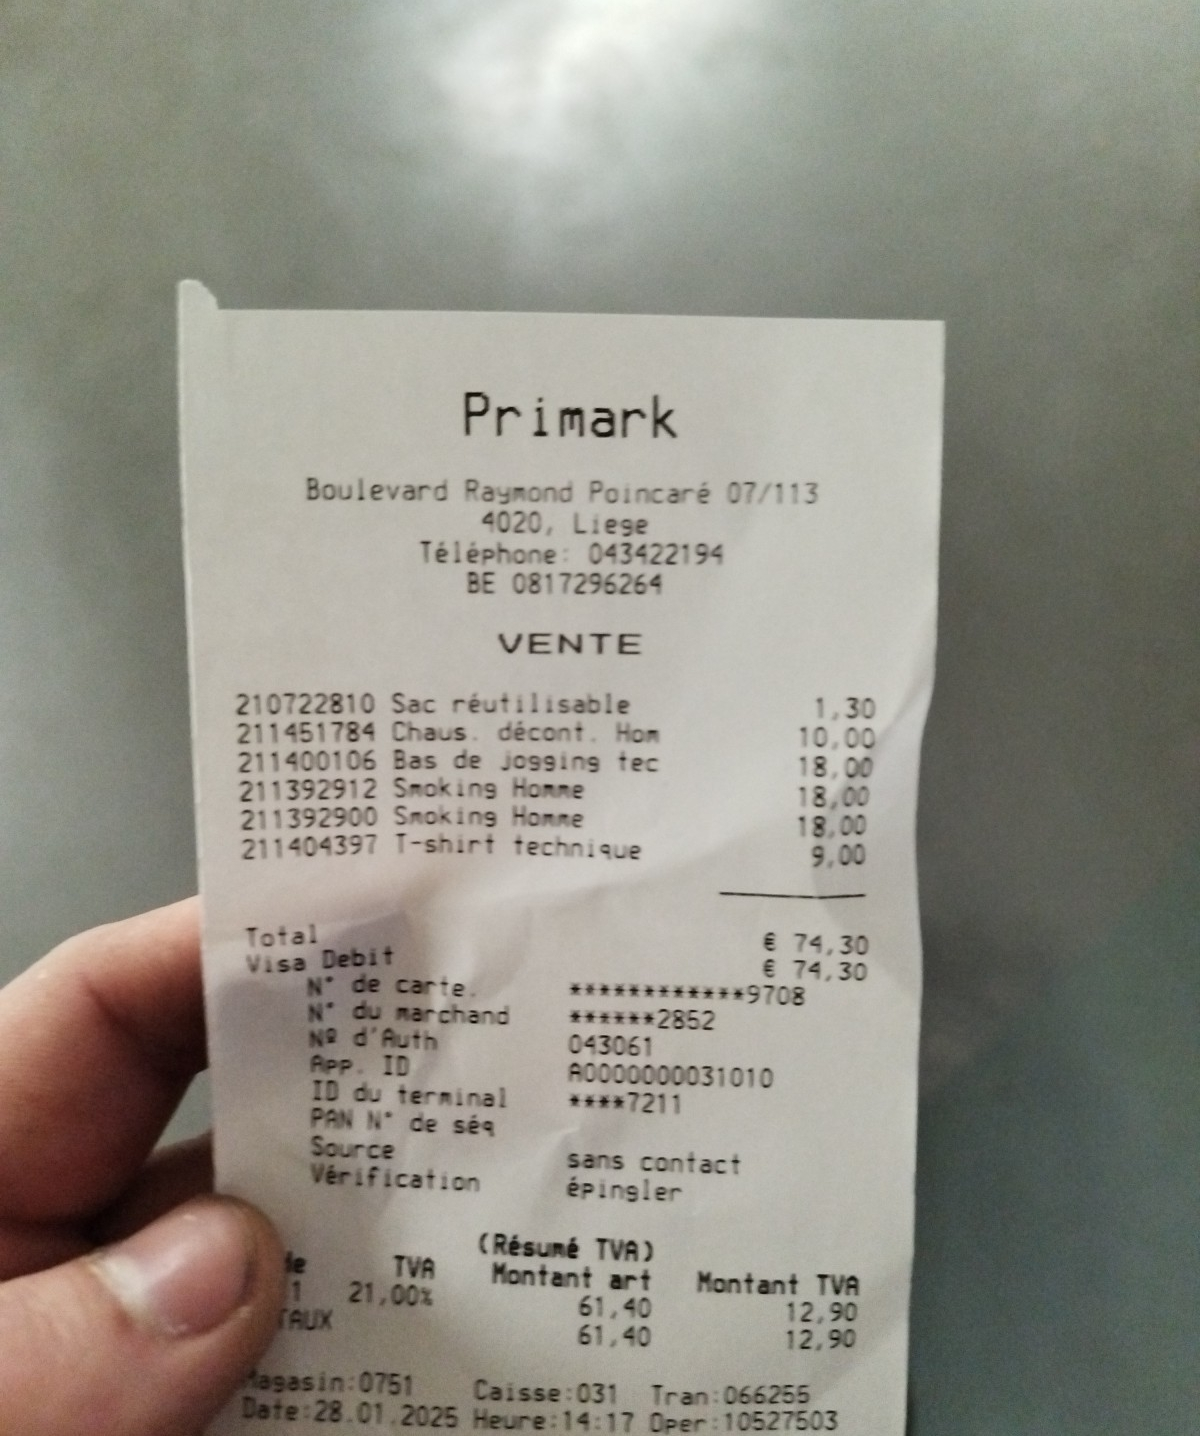 Primark
Boulevard Raymond Poincaré 07/113
4020, Liege
Téléphone: 043422194
BE 0817296264
VENTE
210722810 Sac réutilisable 1,30
211451784 Chaus. décont. Hom 10,00
211400106 Bas de jogging tec 18,00
211392912 Smoking Homme 18,00
211392900 Smoking Homme 18,00
211404397 T-shirt technique 9,00
Total € 74,30
Visa Debit € 74,30
N° de carte. ************9708
N° du marchand ******2852
Nº d'Auth 043061
App. ID A0000000031010
ID du terminal ****7211
PAN N° de séq
Source sans contact
Vérification épingler
(Résumé TVA)
de TVA Montant art Montant TVA
1 21,00% 61,40 12,90
TAUX 61,40 12,90
Magasin:0751 Caisse:031 Tran:066255
Date:28.01.2025 Heure:14:17 Oper:10527503